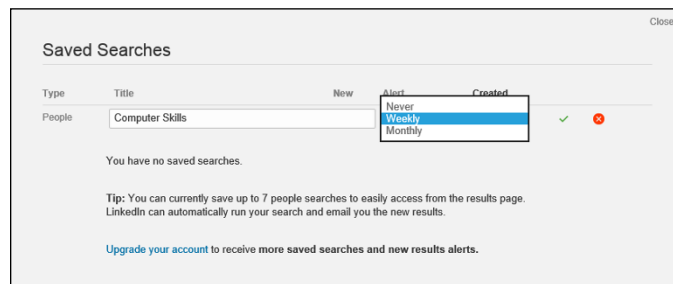 Close
Saved Searches
Type Title New Alert Created
People Computer Skills
Never
Weekly
Monthly
You have no saved searches.
Tip: You can currently save up to 7 people searches to easily access from the results page.
LinkedIn can automatically run your search and email you the new results.
Upgrade your account to receive more saved searches and new results alerts.